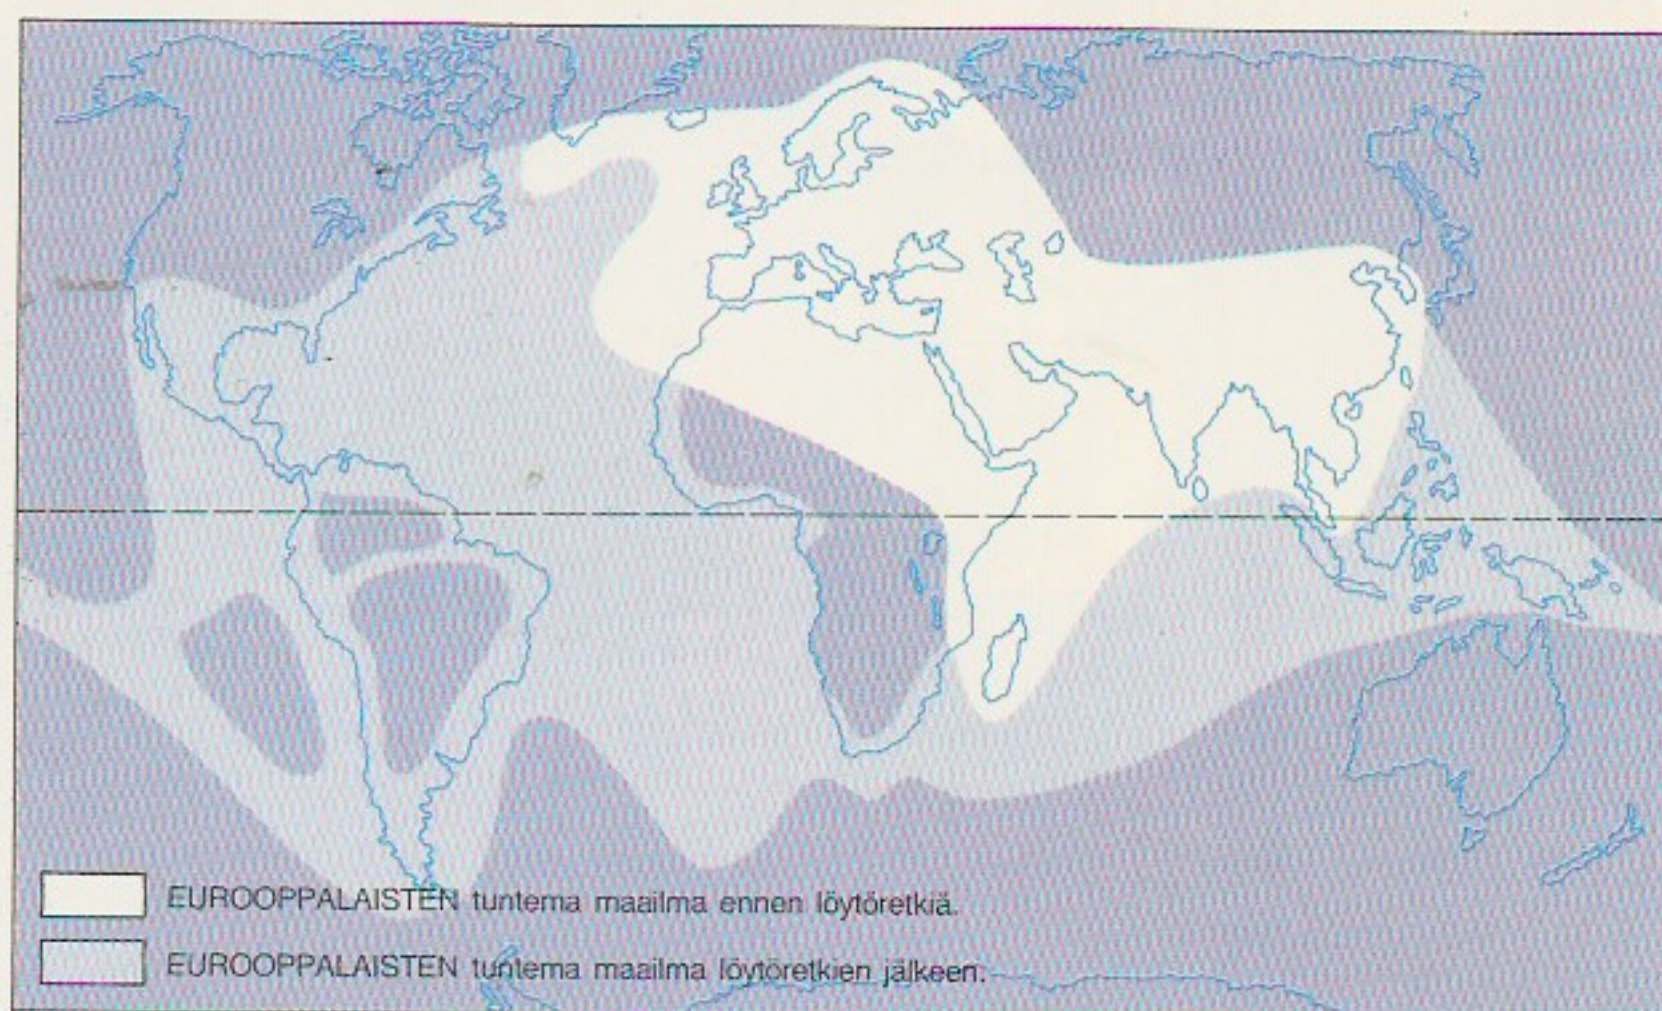 EUROOPPALAISTEN tuntema maailma ennen löytöretkiä.
EUROOPPALAISTEN tuntema maailma löytöretkien jälkeen.